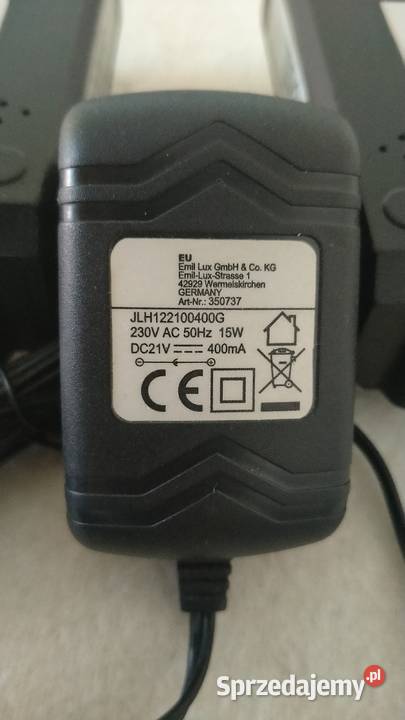 EU
Emil Lux GmbH & Co. KG
Emil-Lux-Strasse 1
42929 Wermelskirchen
GERMANY
Art-Nr.: 350737
JLH122100400G
230V AC 50Hz 15W
DC21V 400mA
CE
Sprzedajemy.pl